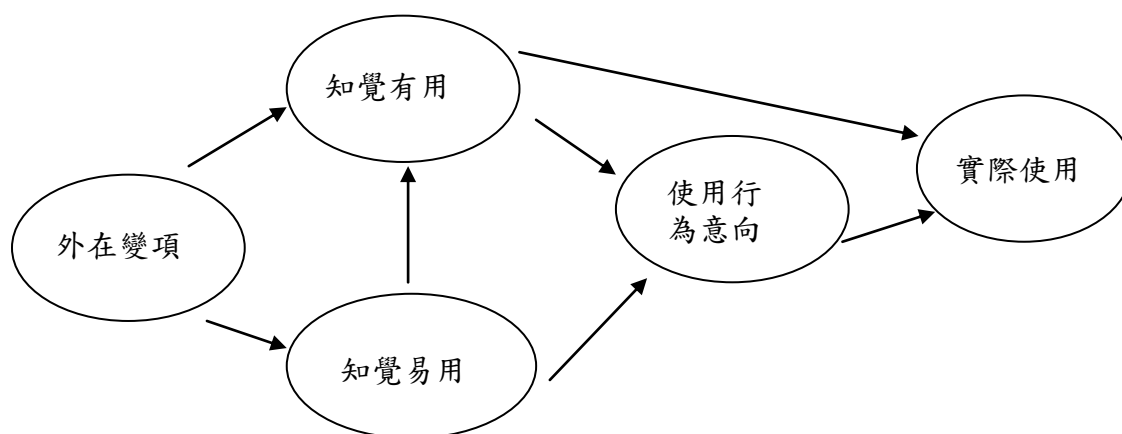 知覺有用
實際使用
使用行
為意向
外在變項
知覺易用